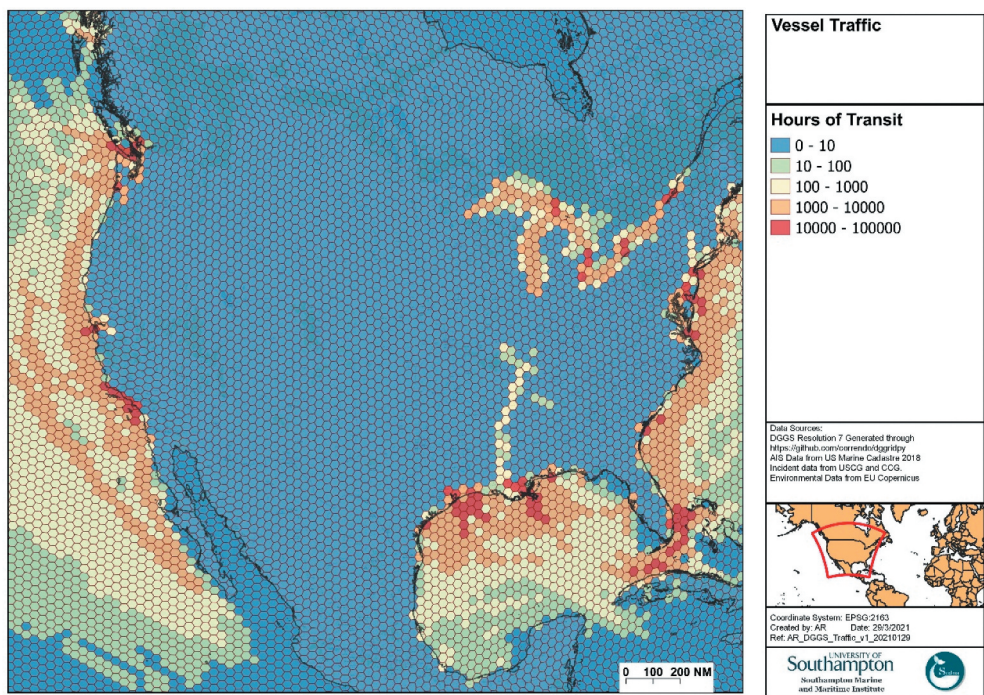 Vessel Traffic
Hours of Transit
0 - 10
10 - 100
100 - 1000
1000 - 10000
10000 - 100000
Data Sources:
DGGS Resolution 7 Generated through
https://github.com/correndo/dggridpy
AIS Data from US Marine Cadastre 2018
Incident data from USCG and CCG.
Environmental Data from EU Copernicus
Coordinate System: EPSG:2163
Created by: AR Date: 29/3/2021
Ref: AR_DGGS_Traffic_v1_20210129
0 100 200 NM
UNIVERSITY OF
Southampton
Southampton Marine
and Maritime Institute